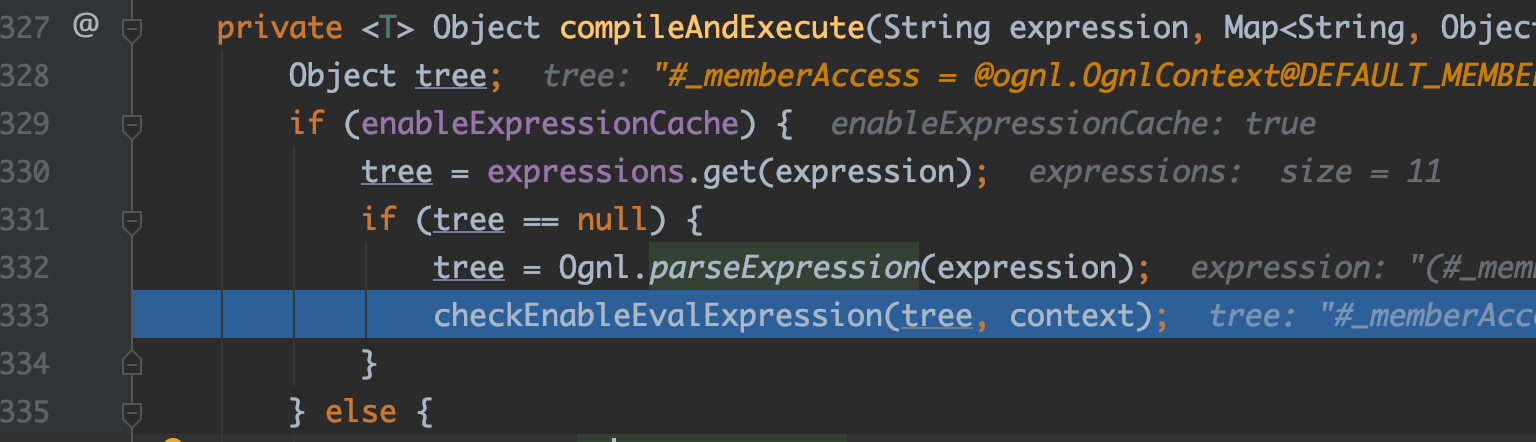 327 @ private <T> Object compileAndExecute(String expression, Map<String, Object
328 Object tree; tree: "#_memberAccess = @ognl.OgnlContext@DEFAULT_MEMBER
329 if (enableExpressionCache) { enableExpressionCache: true
330 tree = expressions.get(expression); expressions: size = 11
331 if (tree == null) {
332 tree = Ognl.parseExpression(expression); expression: "(#_mem
333 checkEnableEvalExpression(tree, context); tree: "#_memberAcc
334 }
335 } else {